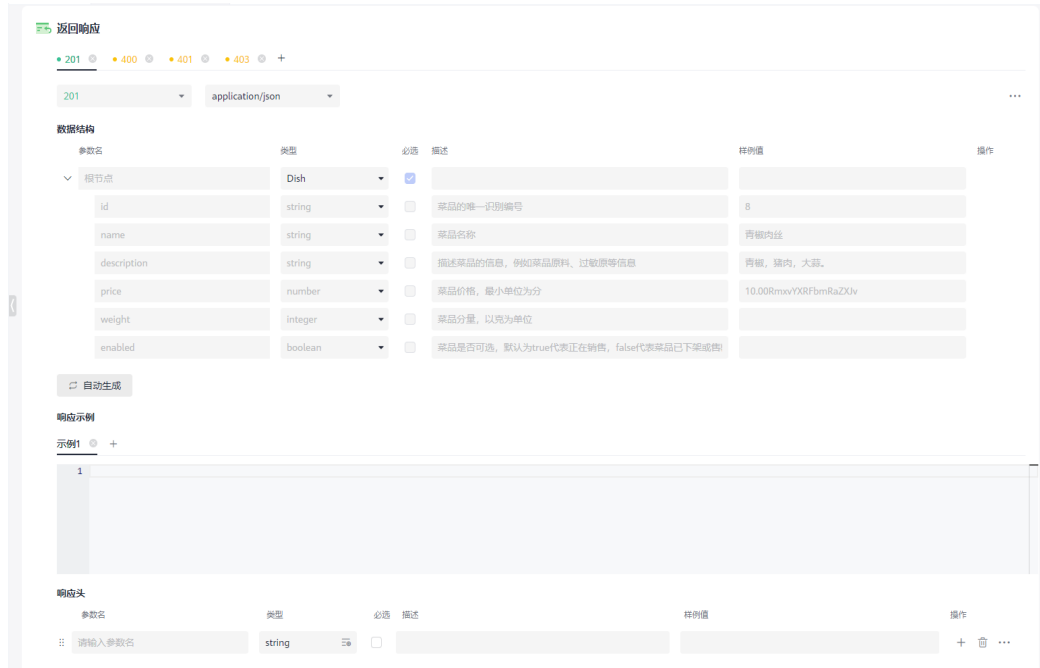 返回响应
201 400 401 403 +
201 application/json ...
数据结构
参数名 类型 必选 描述 样例值 操作
根节点 Dish
id string 菜品的唯一识别编号 8
name string 菜品名称 青椒肉丝
description string 描述菜品的信息，例如菜品原料，过敏原等信息 青椒，猪肉，大蒜。
price number 菜品价格，最小单位为分 10.00RmxvYXRFbmRaZXJv
weight integer 菜品分量，以克为单位
enabled boolean 菜品是否可选，默认为true代表正在销售，false代表菜品已下架或售
自动生成
响应示例
示例1 +
1
响应头
参数名 类型 必选 描述 样例值 操作
请输入参数名 string + ...